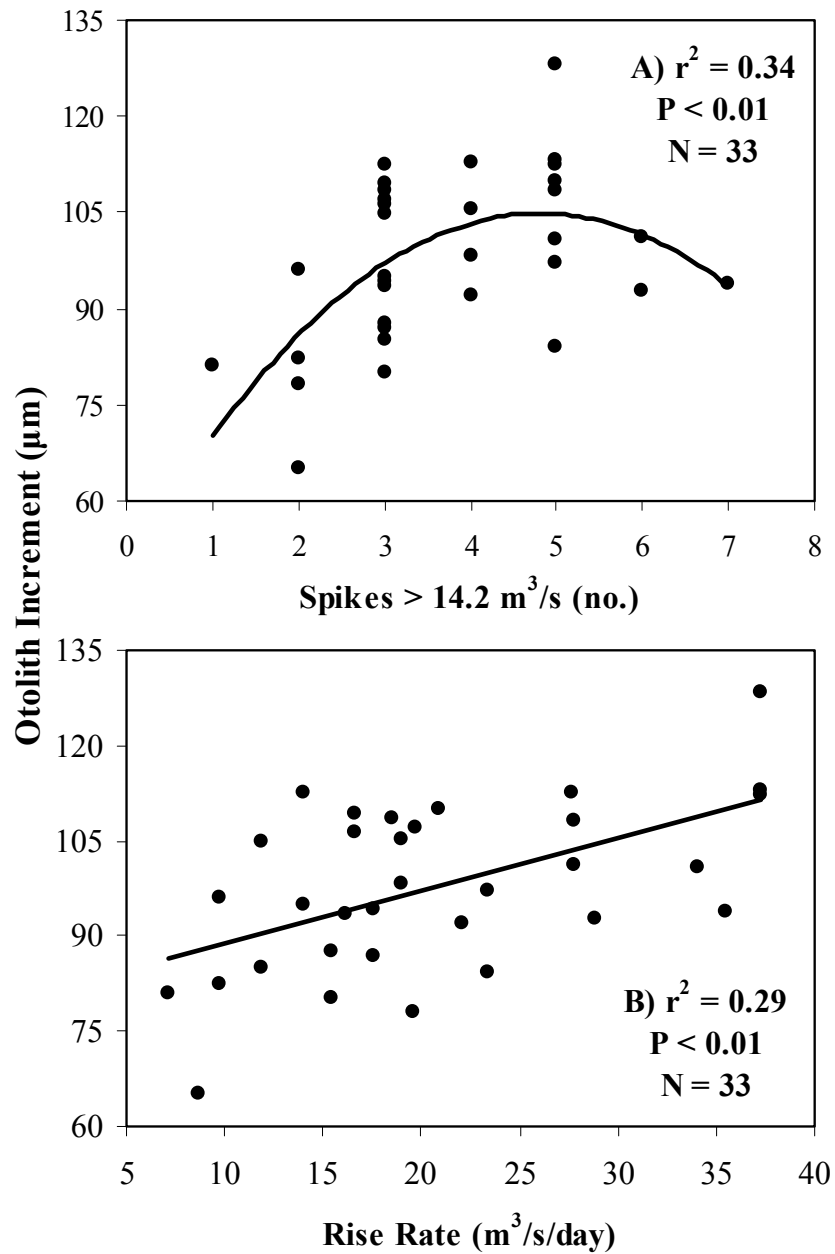 135
120
105
90
75
60
A) r² = 0.34
P < 0.01
N = 33
0 1 2 3 4 5 6 7 8
Spikes > 14.2 m³/s (no.)
Otolith Increment (µm)
135
120
105
90
75
60
B) r² = 0.29
P < 0.01
N = 33
5 10 15 20 25 30 35 40
Rise Rate (m³/s/day)